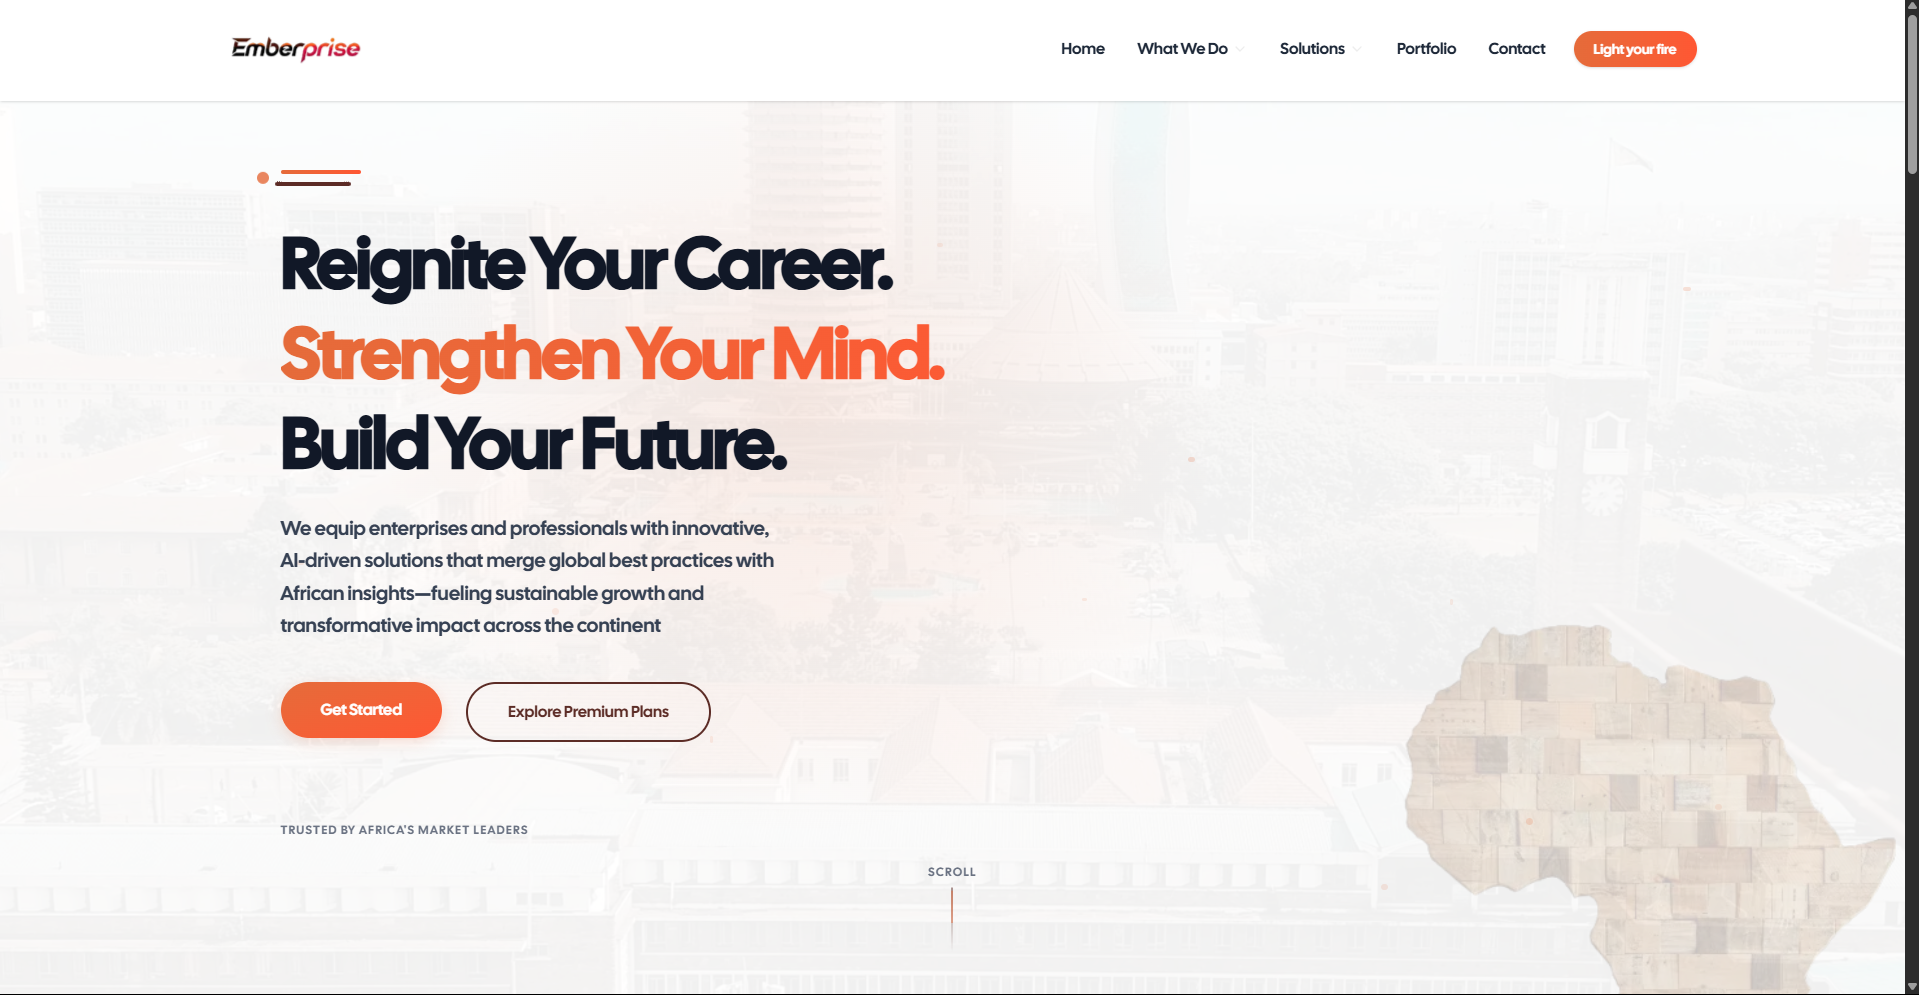 Emberprise
Home
What We Do
Solutions
Portfolio
Contact
Light your fire
Reignite Your Career.
Strengthen Your Mind.
Build Your Future.
We equip enterprises and professionals with innovative,
AI-driven solutions that merge global best practices with
African insights—fueling sustainable growth and
transformative impact across the continent
Get Started
Explore Premium Plans
TRUSTED BY AFRICA'S MARKET LEADERS
SCROLL